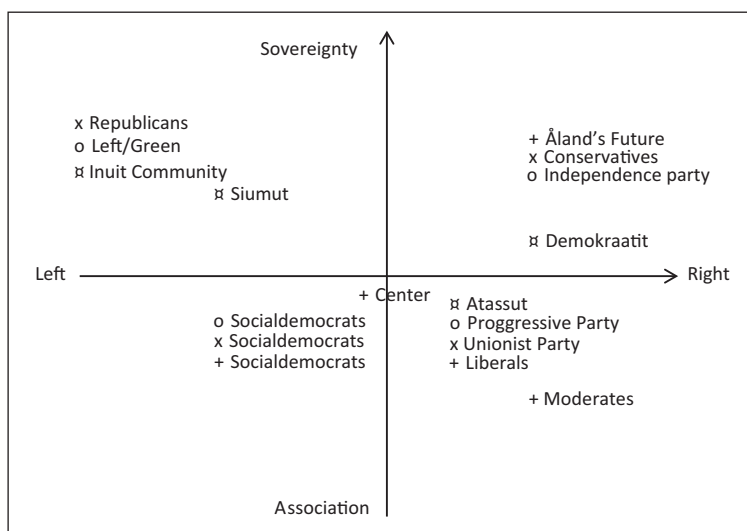 Sovereignty
x Republicans
o Left/Green
¤ Inuit Community
¤ Siumut
+ Åland's Future
x Conservatives
o Independence party
¤ Demokraatit
Left
Right
+ Center
o Socialdemocrats
x Socialdemocrats
+ Socialdemocrats
¤ Atassut
o Proggressive Party
x Unionist Party
+ Liberals
+ Moderates
Association